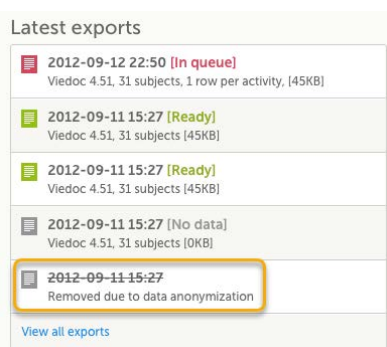 Latest exports
2012-09-12 22:50 [In queue]
Viedoc 4.51, 31 subjects, 1 row per activity, [45KB]
2012-09-11 15:27 [Ready]
Viedoc 4.51, 31 subjects [45KB]
2012-09-11 15:27 [Ready]
Viedoc 4.51, 31 subjects [45KB]
2012-09-11 15:27 [No data]
Viedoc 4.51, 31 subjects [0KB]
2012-09-11 15:27
Removed due to data anonymization
View all exports